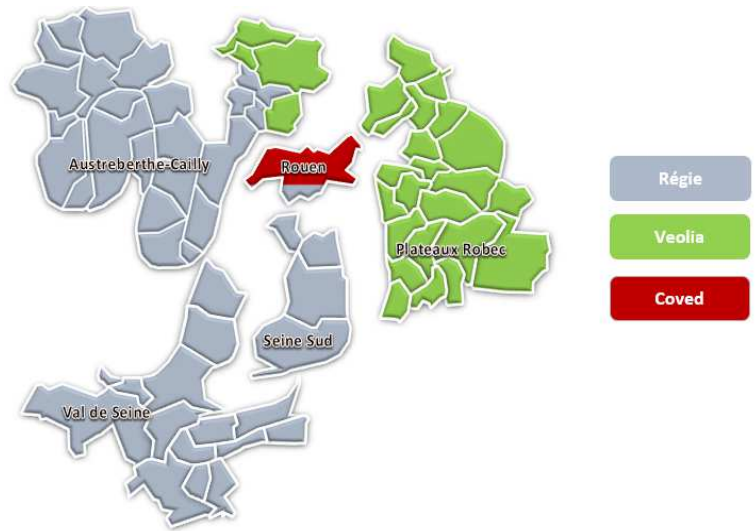 Austreberthe-Cailly
Rouen
Régie
Veolia
Plateaux Robec
Coved
Seine Sud
Val de Seine